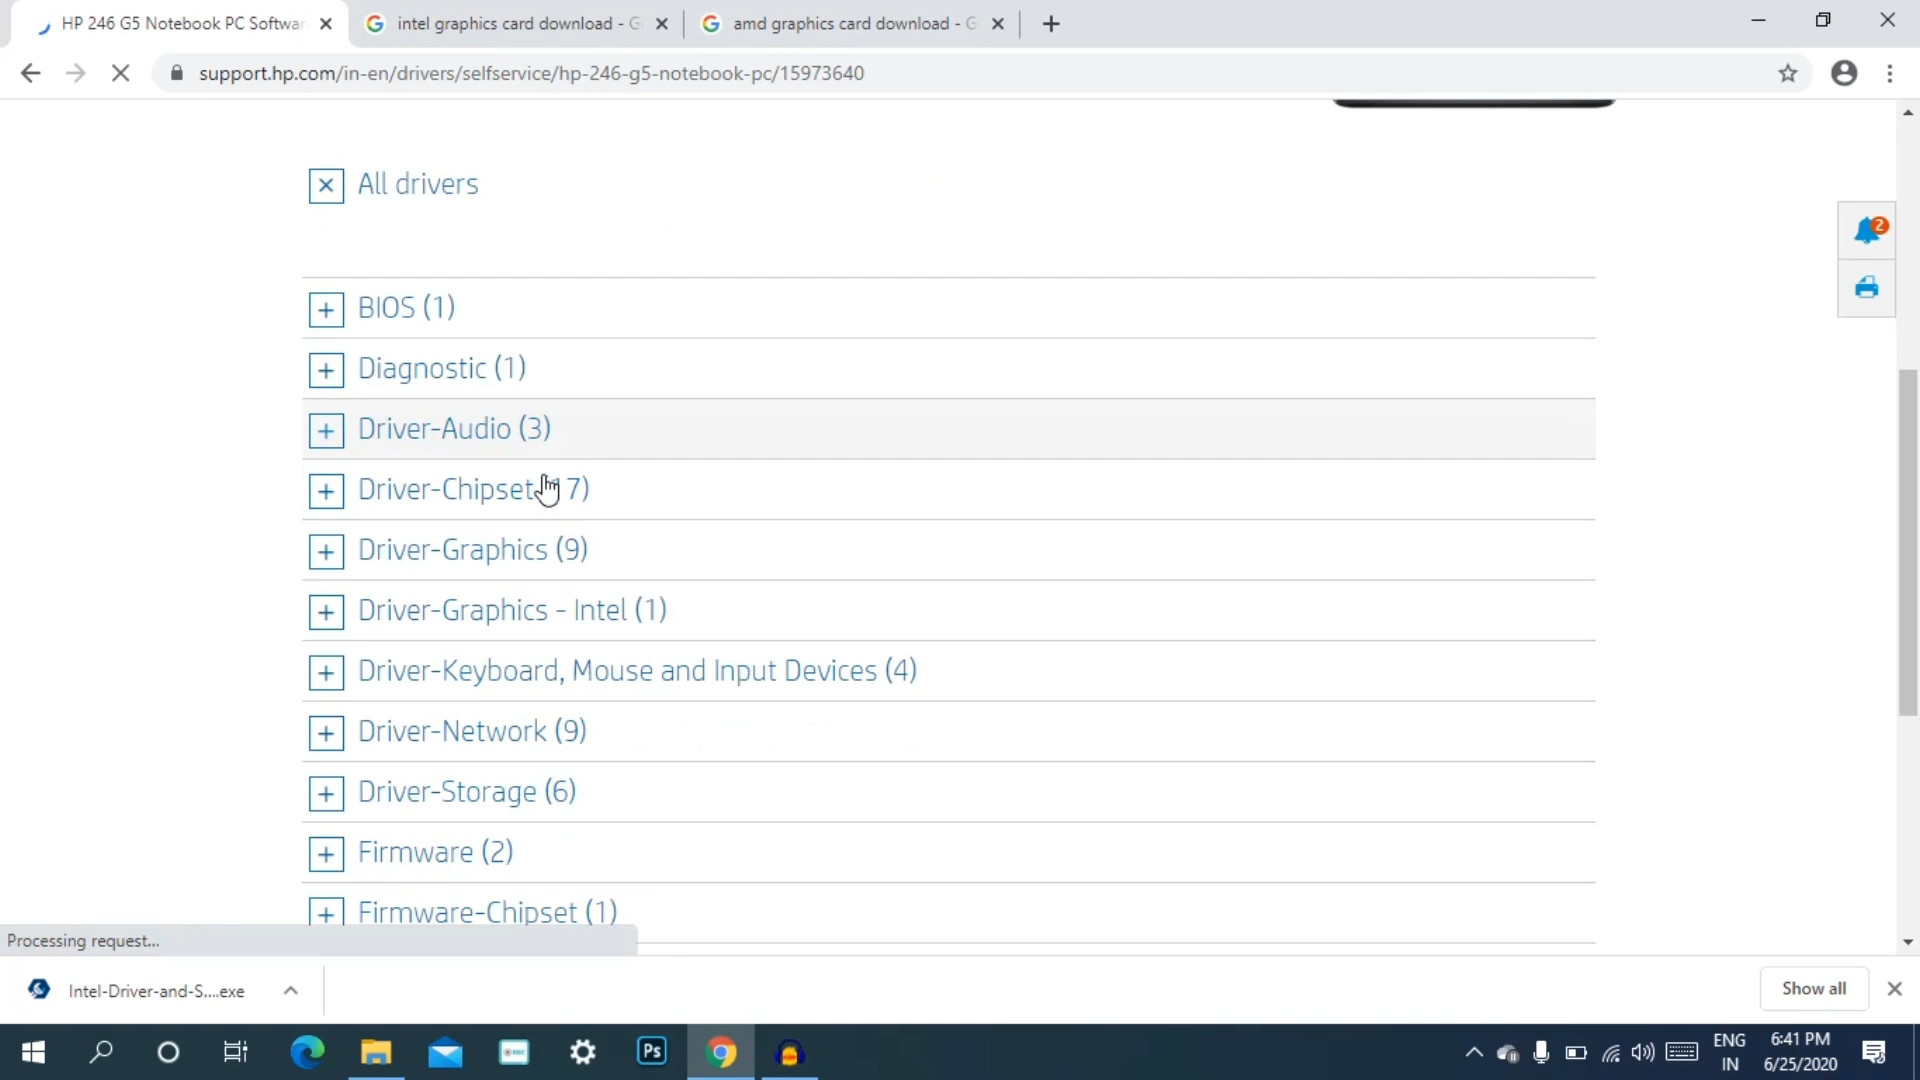 HP 246 G5 Notebook PC Softwar
intel graphics card download - G
amd graphics card download - G
support.hp.com/in-en/drivers/selfservice/hp-246-g5-notebook-pc/15973640
All drivers
2
BIOS (1)
Diagnostic (1)
Driver-Audio (3)
Driver-Chipset 7)
Driver-Graphics (9)
Driver-Graphics - Intel (1)
Driver-Keyboard, Mouse and Input Devices (4)
Driver-Network (9)
Driver-Storage (6)
Firmware (2)
Firmware-Chipset (1)
Processing request...
Intel-Driver-and-S....exe
Show all
Ps
ENG
IN
6:41 PM
6/25/2020